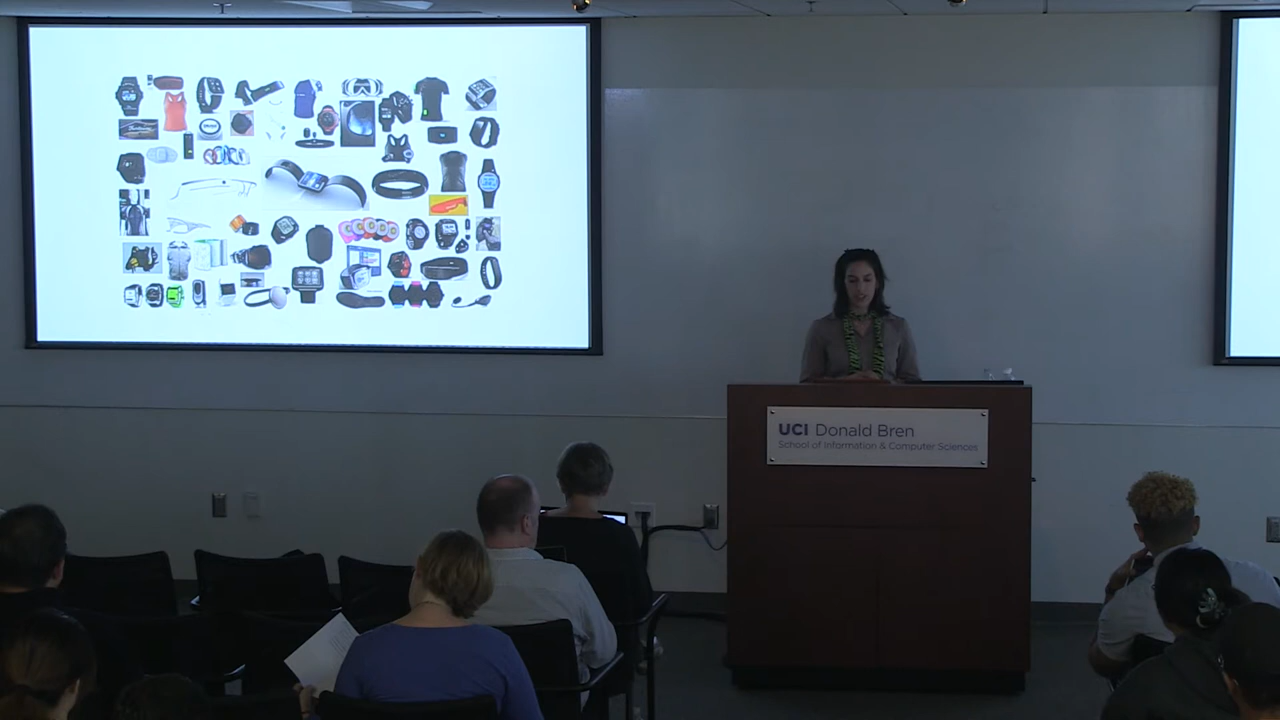 UCI Donald Bren
School of Information & Computer Sciences